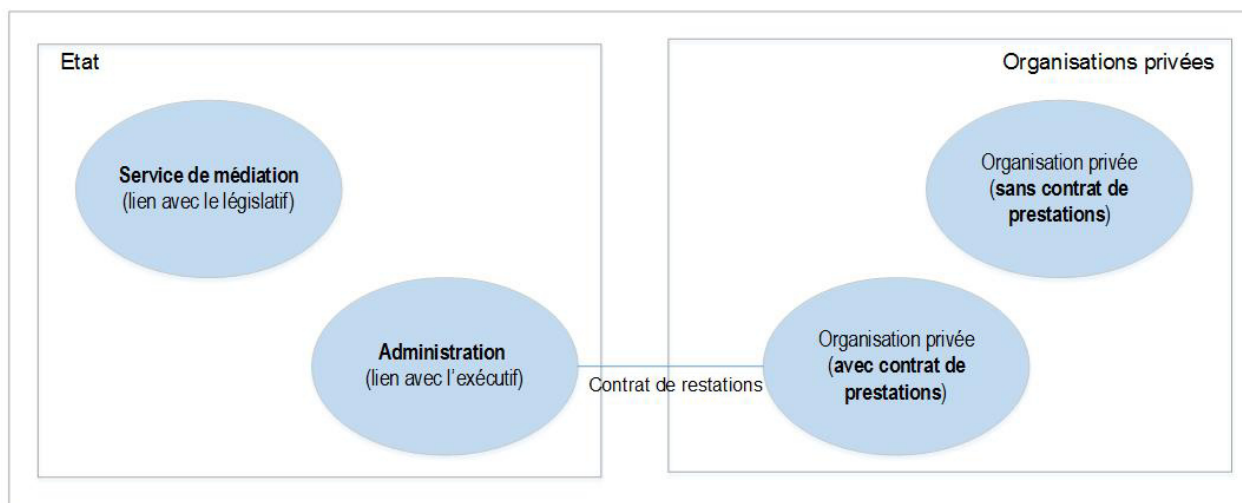 Etat
Organisations privées
Service de médiation
(lien avec le législatif)
Organisation privée
(sans contrat de
prestations)
Administration
(lien avec l'exécutif)
Contrat de restations
Organisation privée
(avec contrat de
prestations)